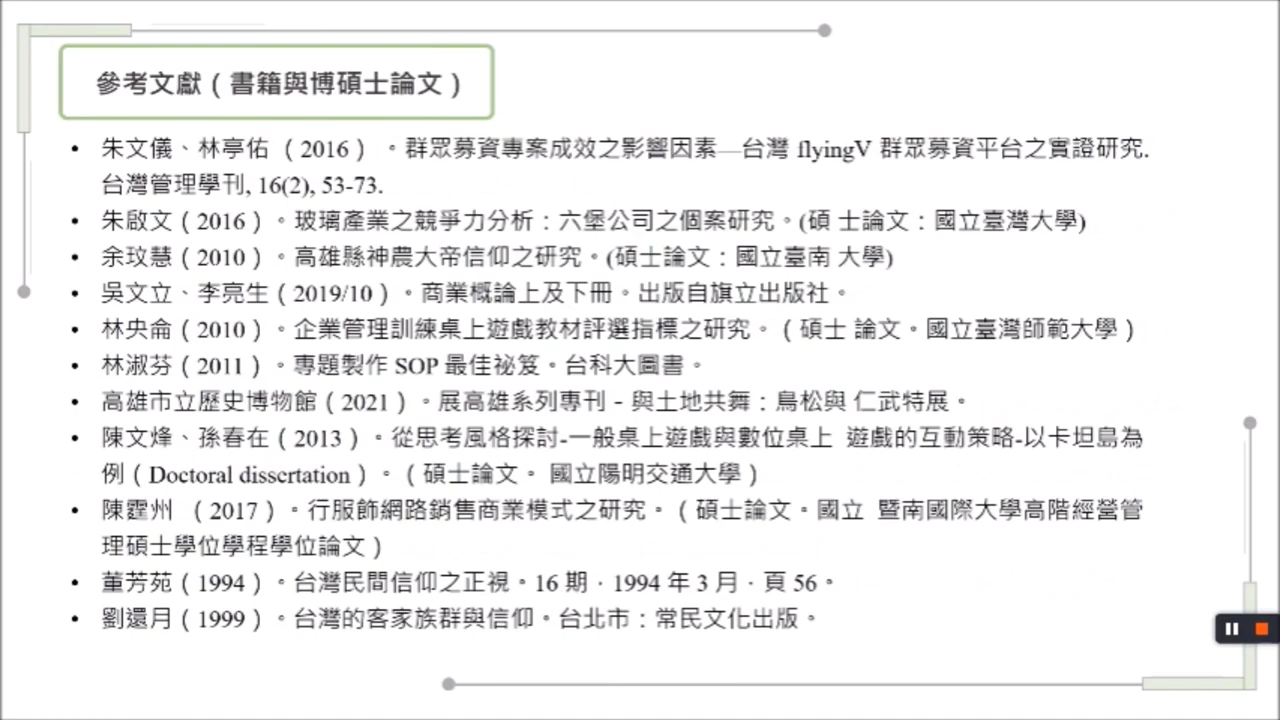 參考文獻（書籍與博碩士論文）
• 朱文儀、林亭佑 （2016） 。群眾募資專案成效之影響因素—台灣 flyingV 群眾募資平台之實證研究.
台灣管理學刊, 16(2), 53-73.
• 朱啟文（2016）。玻璃產業之競爭力分析：六堡公司之個案研究。(碩 士論文：國立臺灣大學)
• 余玟慧（2010）。高雄縣神農大帝信仰之研究。(碩士論文：國立臺南 大學)
• 吳文立、李亮生（2019/10）。商業概論上及下冊。出版自旗立出版社。
• 林央侖（2010）。企業管理訓練桌上遊戲教材評選指標之研究。（碩士 論文。國立臺灣師範大學）
• 林淑芬（2011）。專題製作 SOP 最佳祕笈。台科大圖書。
• 高雄市立歷史博物館（2021）。展高雄系列專刊－與土地共舞：鳥松與 仁武特展。
• 陳文烽、孫春在（2013）。從思考風格探討-一般桌上遊戲與數位桌上 遊戲的互動策略-以卡坦島為
例（Doctoral dissertation）。（碩士論文。 國立陽明交通大學）
• 陳霆州 （2017）。行服飾網路銷售商業模式之研究。（碩士論文。國立 暨南國際大學高階經營管
理碩士學位學程學位論文）
• 董芳苑（1994）。台灣民間信仰之正視。16 期．1994 年 3 月．頁 56。
• 劉還月（1999）。台灣的客家族群與信仰。台北市：常民文化出版。